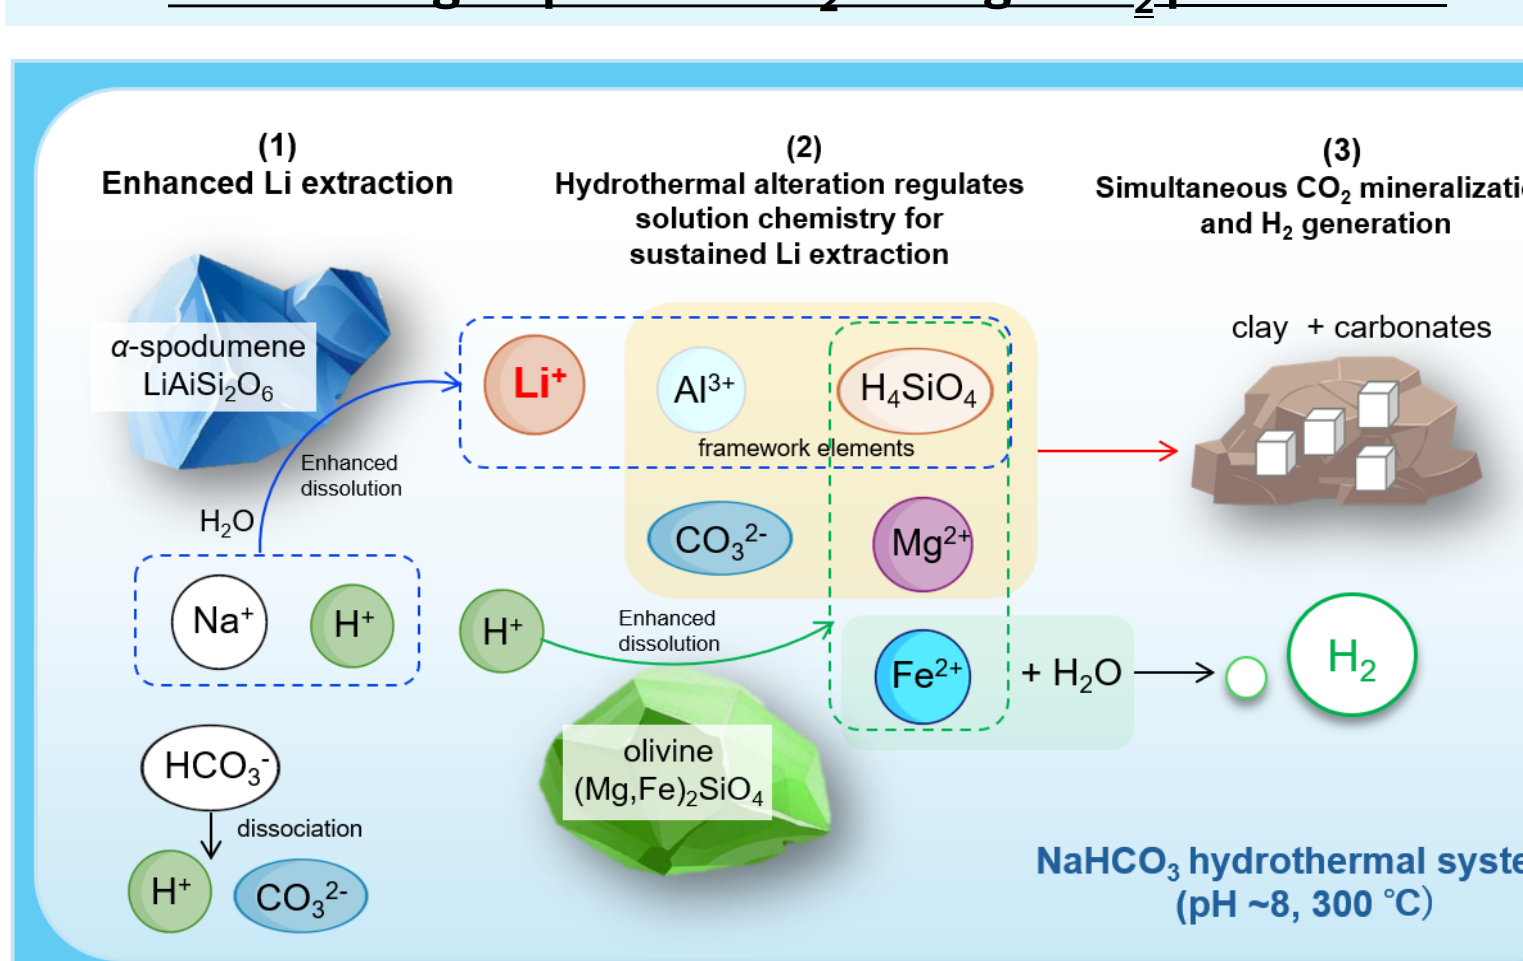 (1)
Enhanced Li extraction
(2)
Hydrothermal alteration regulates
solution chemistry for
sustained Li extraction
(3)
Simultaneous CO₂ mineralizati
and H₂ generation
α-spodumene
LiAiSi₂O₆
Enhanced
dissolution
H₂O
Na⁺
H⁺
HCO₃⁻
dissociation
H⁺
CO₃²⁻
Li⁺
Al³⁺
H₄SiO₄
framework elements
CO₃²⁻
Mg²⁺
H⁺
Enhanced
dissolution
Fe²⁺
+ H₂O
olivine
(Mg,Fe)₂SiO₄
clay + carbonates
H₂
NaHCO₃ hydrothermal syste
(pH ~8, 300 °C)